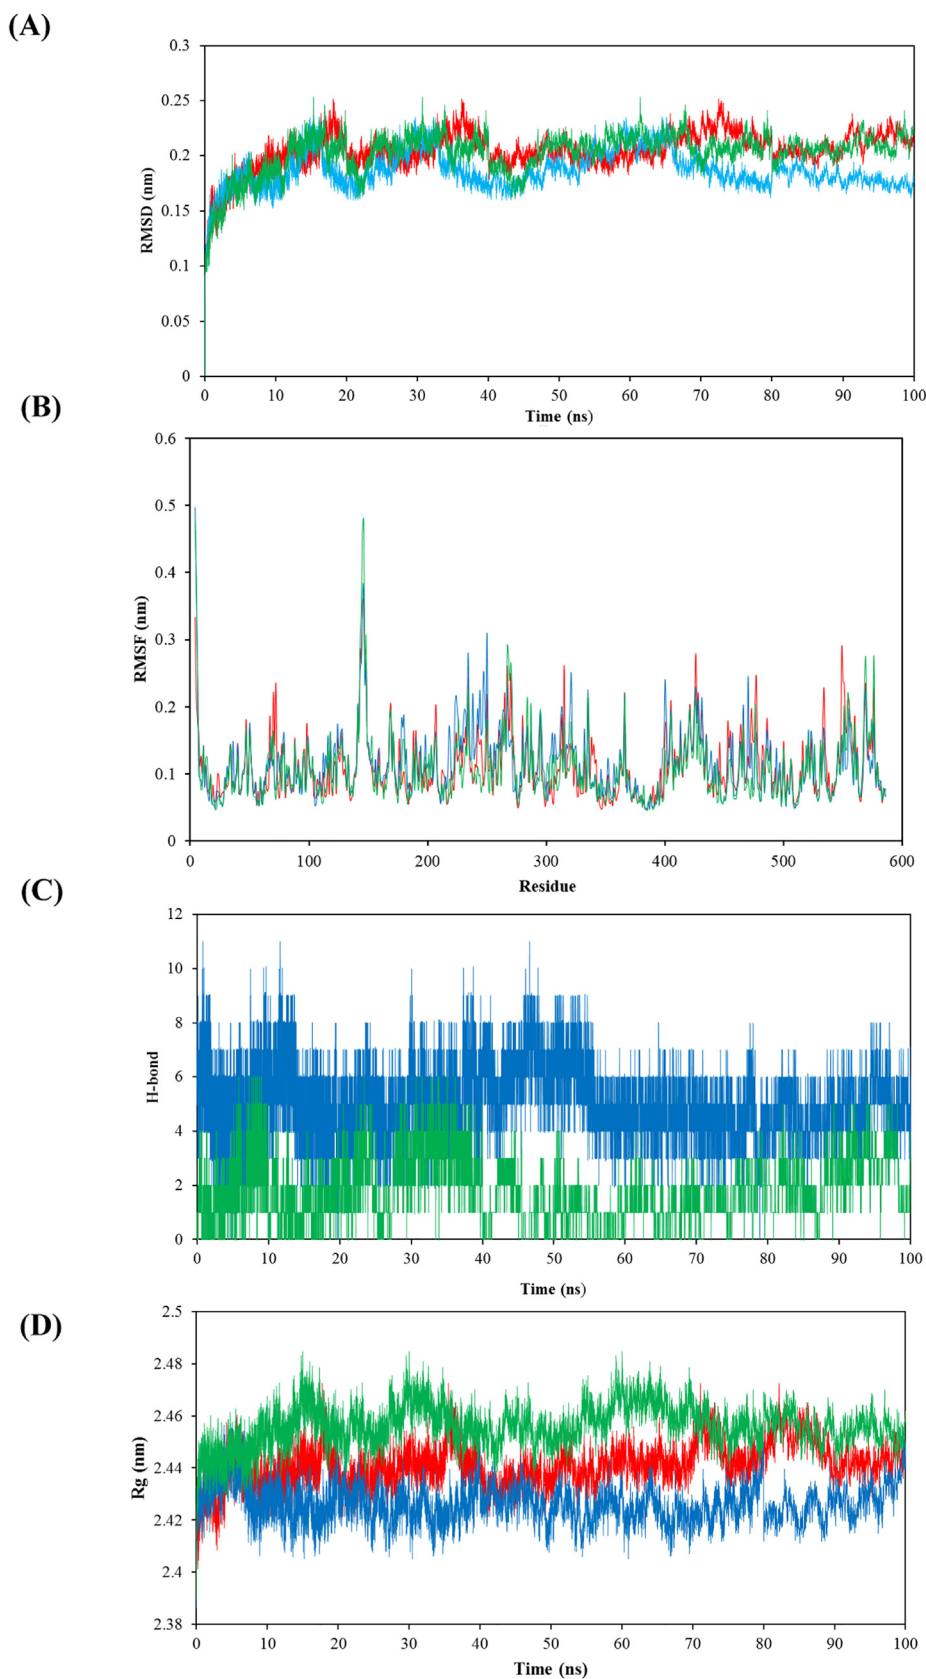 (A)
0.3
0.25
0.2
0.15
0.1
0.05
0
RMSD (nm)
0 10 20 30 40 50 60 70 80 90 100
Time (ns)
(B)
0.6
0.5
0.4
0.3
0.2
0.1
0
RMSF (nm)
0 100 200 300 400 500 600
Residue
(C)
12
10
8
6
4
2
0
H-bond
0 10 20 30 40 50 60 70 80 90 100
Time (ns)
(D)
2.5
2.48
2.46
2.44
2.42
2.4
2.38
Rg (nm)
0 10 20 30 40 50 60 70 80 90 100
Time (ns)